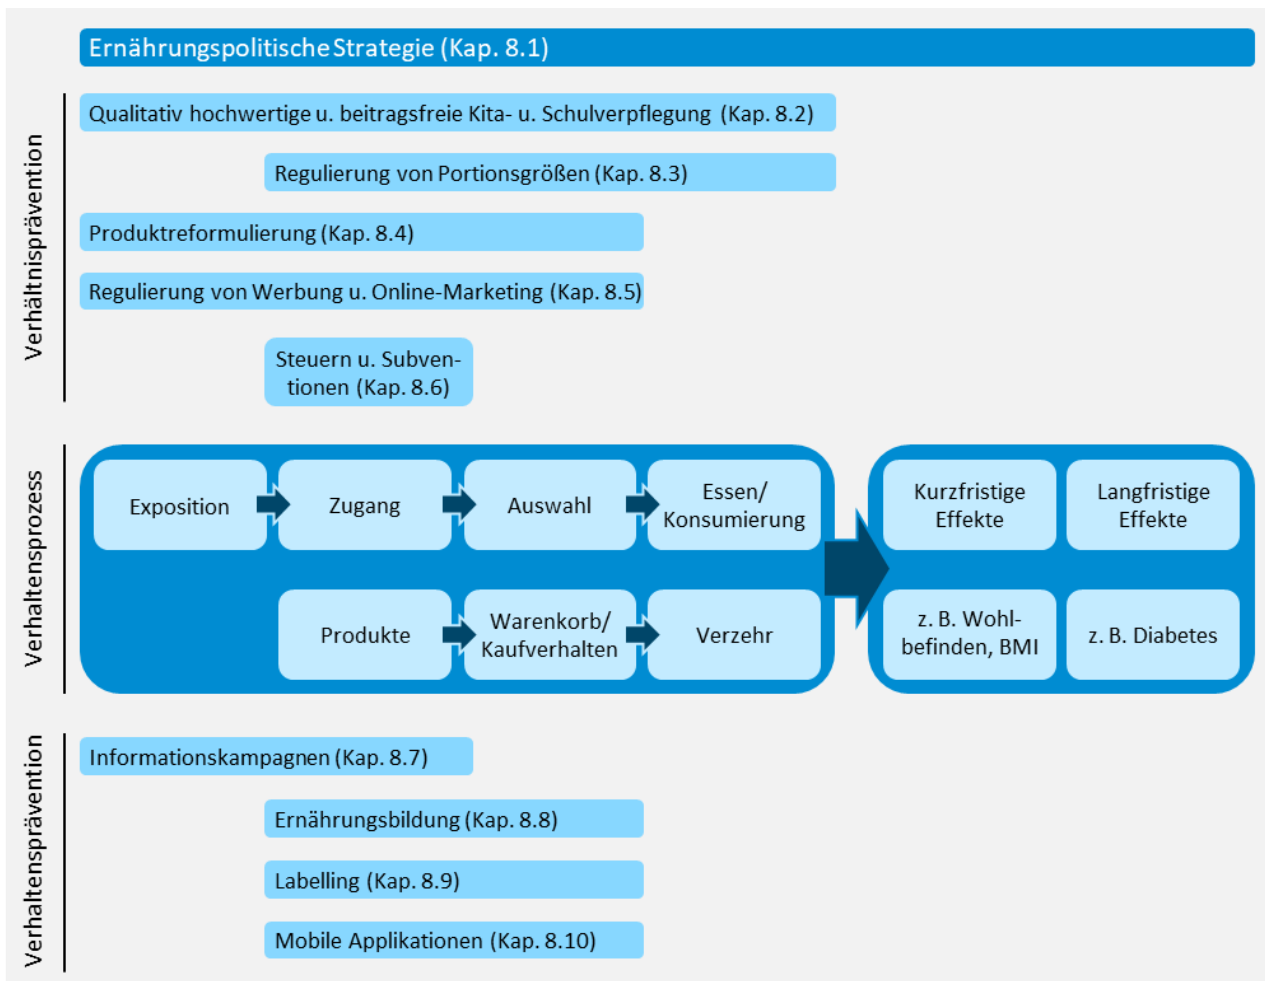 Ernährungspolitische Strategie (Kap. 8.1)
Verhältnisprävention
Qualitativ hochwertige u. beitragsfreie Kita- u. Schulverpflegung (Kap. 8.2)
Regulierung von Portionsgrößen (Kap. 8.3)
Produktreformulierung (Kap. 8.4)
Regulierung von Werbung u. Online-Marketing (Kap. 8.5)
Steuern u. Subven-
tionen (Kap. 8.6)
Verhaltensprozess
Exposition
Zugang
Auswahl
Essen/
Konsumierung
Kurzfristige
Effekte
Langfristige
Effekte
Produkte
Warenkorb/
Kaufverhalten
Verzehr
z. B. Wohl-
befinden, BMI
z. B. Diabetes
Verhaltensprävention
Informationskampagnen (Kap. 8.7)
Ernährungsbildung (Kap. 8.8)
Labelling (Kap. 8.9)
Mobile Applikationen (Kap. 8.10)